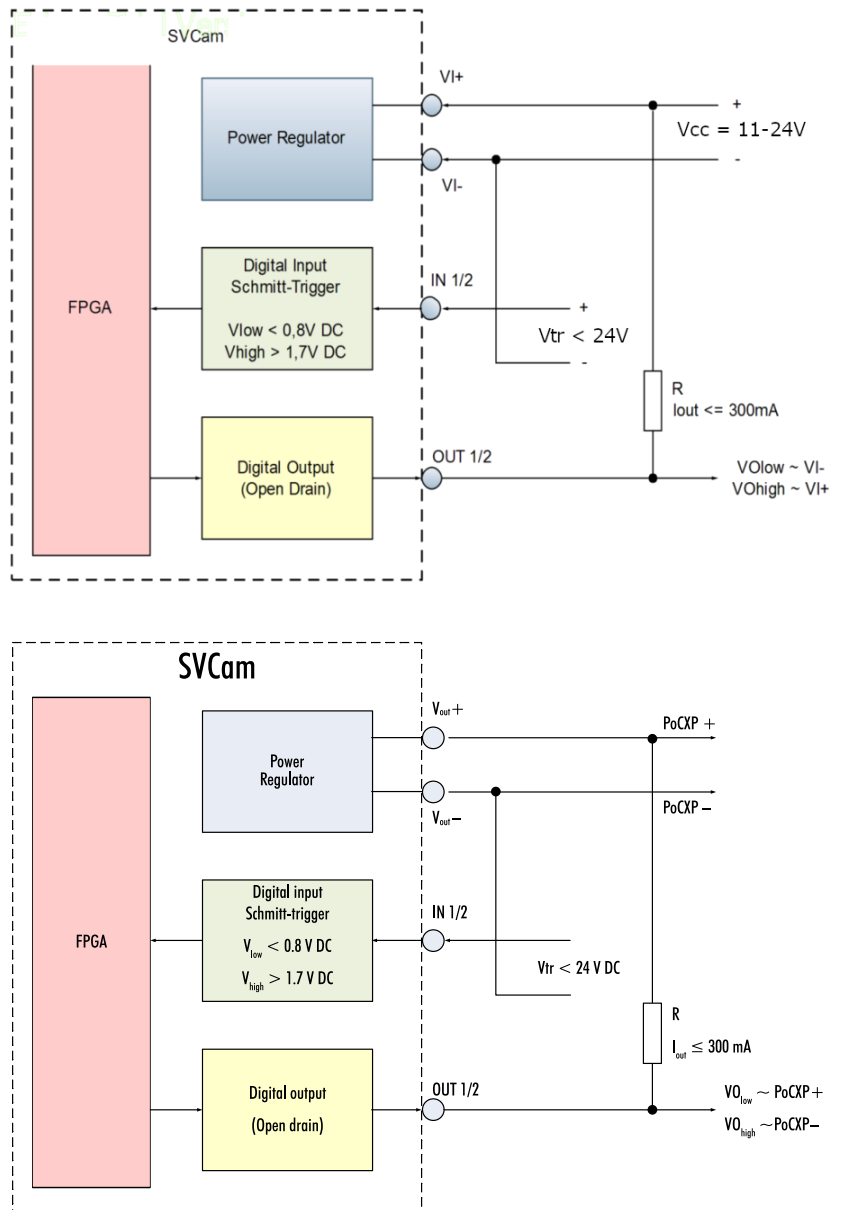 SVCam
VI+
+
Power Regulator
Vcc = 11-24V
-
VI-
IN 1/2
Digital Input
Schmitt-Trigger
Vlow < 0,8V DC
Vhigh > 1,7V DC
FPGA
+
Vtr < 24V
-
R
Iout <= 300mA
OUT 1/2
Digital Output
(Open Drain)
VOlow ~ VI-
VOhigh ~ VI+
SVCam
Vout+
PoCXP +
Power
Regulator
Vout–
PoCXP –
IN 1/2
Digital input
Schmitt-trigger
Vlow < 0.8 V DC
Vhigh > 1.7 V DC
FPGA
Vtr < 24 V DC
R
Iout ≤ 300 mA
OUT 1/2
Digital output
(Open drain)
VOlow ~ PoCXP+
VOhigh ~PoCXP–